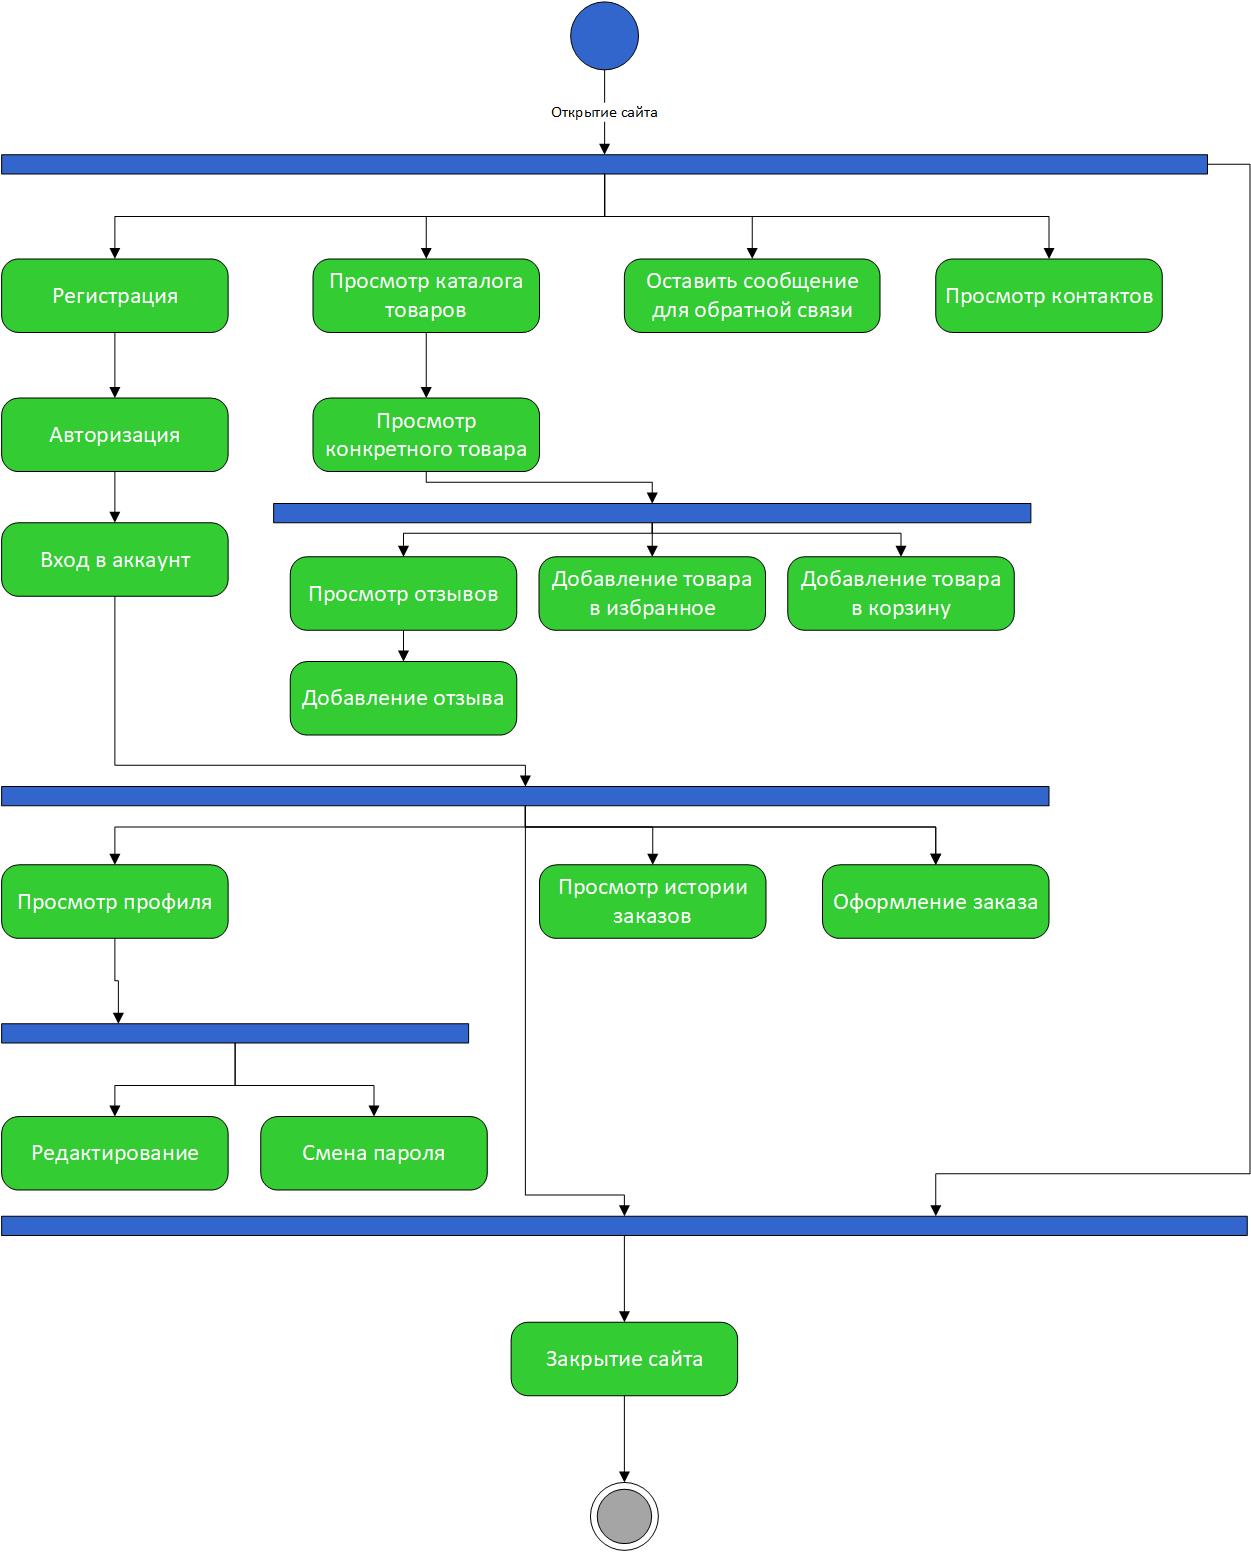 Открытие сайта
Регистрация
Просмотр каталога
товаров
Оставить сообщение
для обратной связи
Просмотр контактов
Авторизация
Просмотр
конкретного товара
Вход в аккаунт
Просмотр отзывов
Добавление товара
в избранное
Добавление товара
в корзину
Добавление отзыва
Просмотр профиля
Просмотр истории
заказов
Оформление заказа
Редактирование
Смена пароля
Закрытие сайта